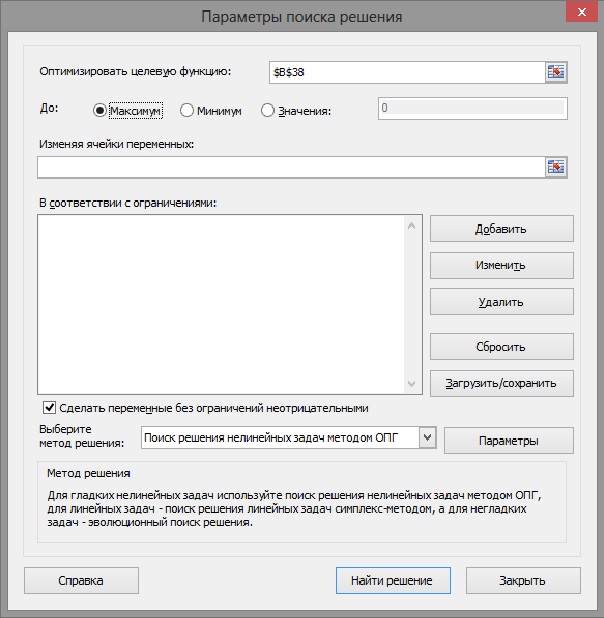 Параметры поиска решения
x
Оптимизировать целевую функцию: $B$38
До: Максимум Минимум Значения: 0
Изменяя ячейки переменных:
В соответствии с ограничениями:
Добавить
Изменить
Удалить
Сбросить
Загрузить/сохранить
Сделать переменные без ограничений неотрицательными
Выберите
метод решения: Поиск решения нелинейных задач методом ОПГ Параметры
Метод решения
Для гладких нелинейных задач используйте поиск решения нелинейных задач методом ОПГ,
для линейных задач - поиск решения линейных задач симплекс-методом, а для негладких
задач - эволюционный поиск решения.
Справка Найти решение Закрыть